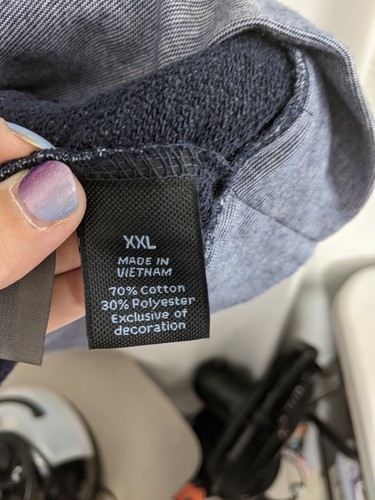 XXL
MADE IN
VIETNAM
70% Cotton
30% Polyester
Exclusive of
decoration